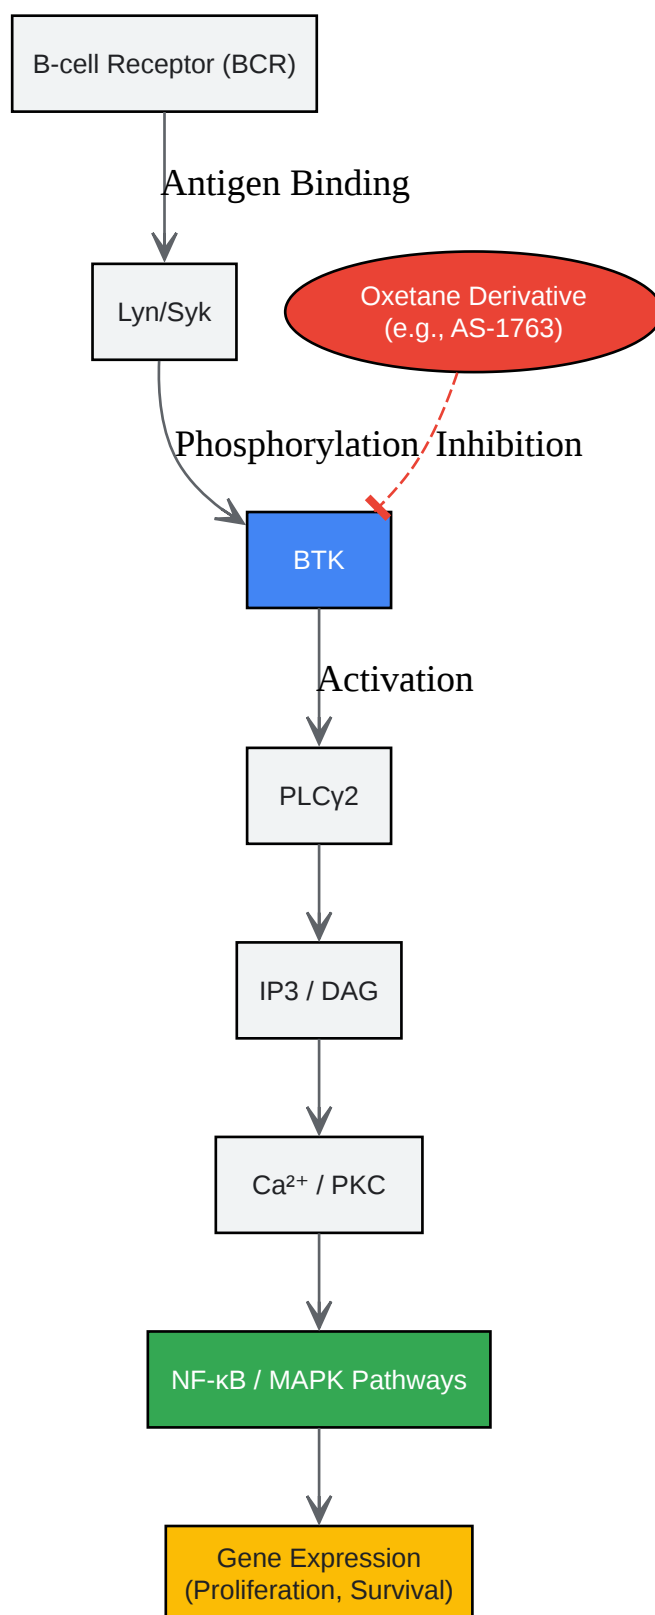 B-cell Receptor (BCR)
Antigen Binding
Lyn/Syk
Oxetane Derivative
(e.g., AS-1763)
Phosphorylation
Inhibition
BTK
Activation
PLCγ2
IP3 / DAG
Ca²⁺ / PKC
NF-κB / MAPK Pathways
Gene Expression
(Proliferation, Survival)